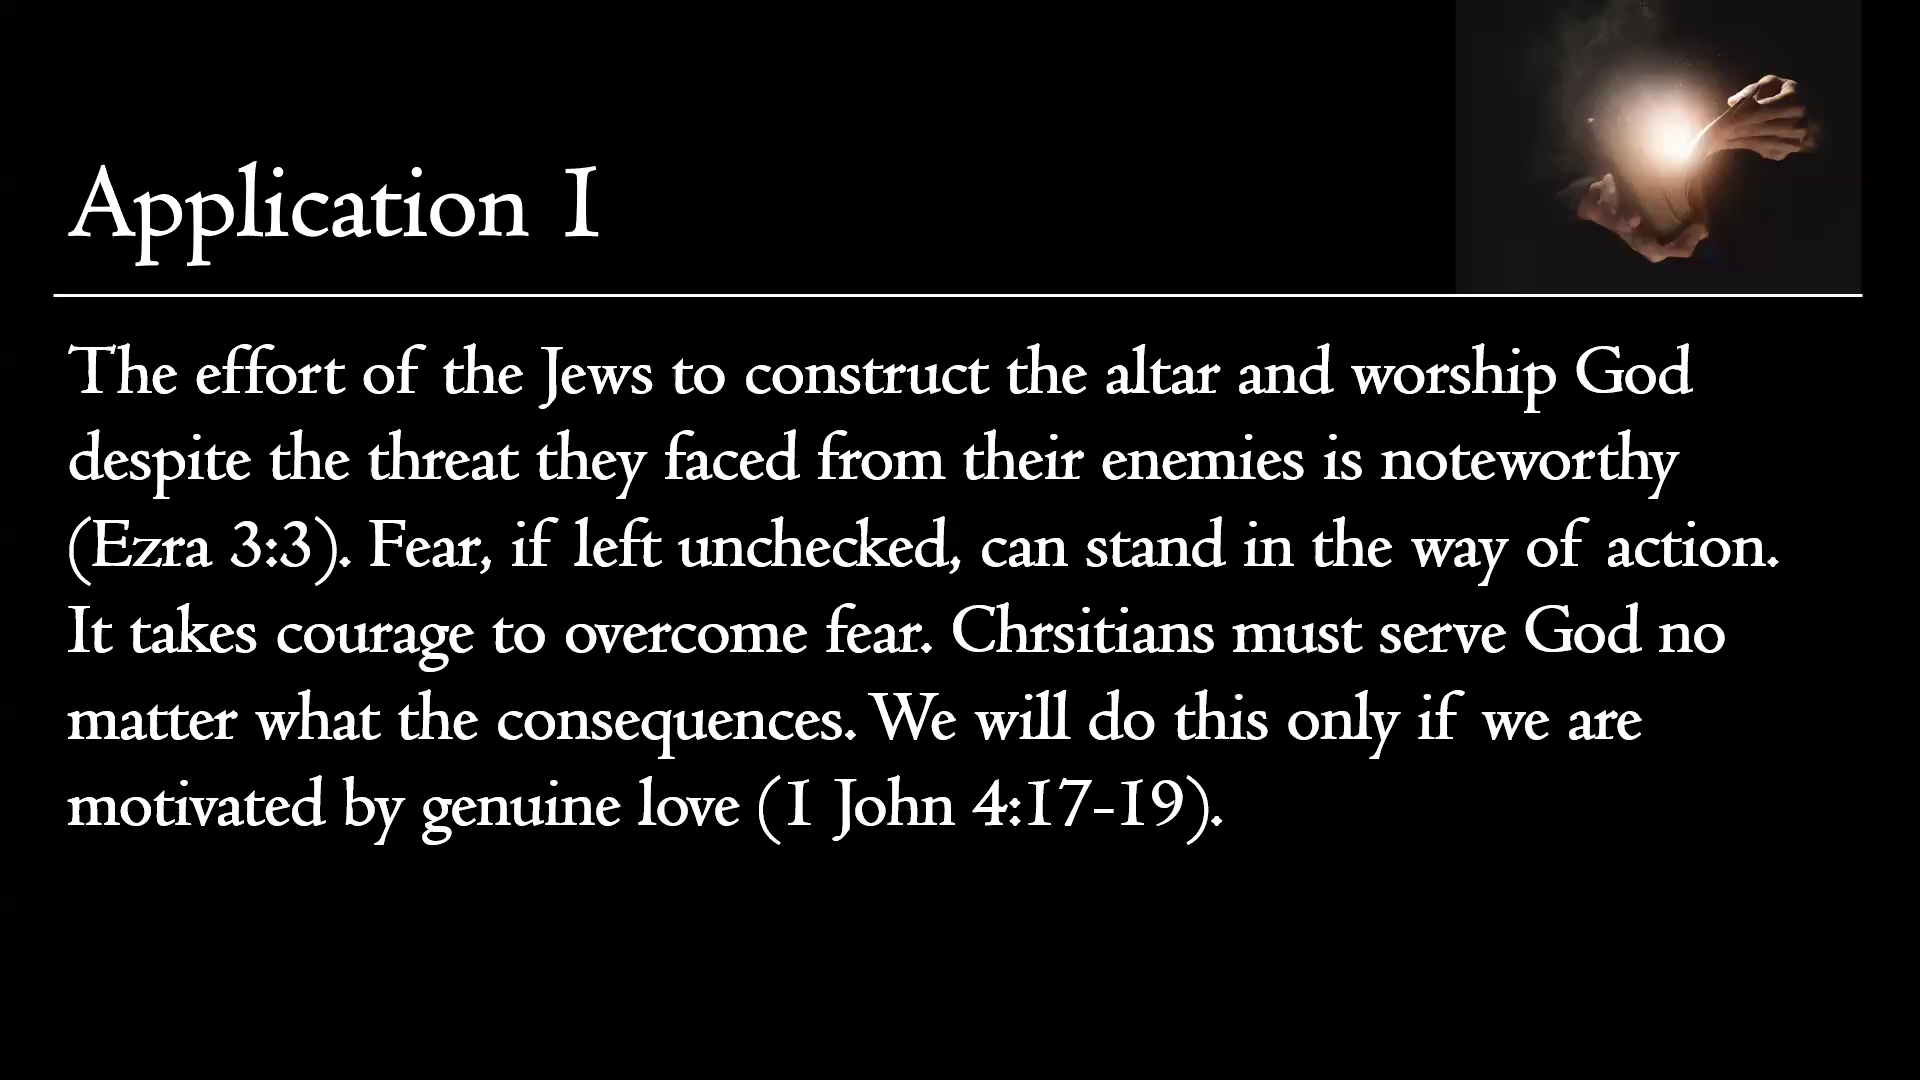 Application 1
The effort of the Jews to construct the altar and worship God
despite the threat they faced from their enemies is noteworthy
(Ezra 3:3). Fear, if left unchecked, can stand in the way of action.
It takes courage to overcome fear. Chrsitians must serve God no
matter what the consequences. We will do this only if we are
motivated by genuine love (1 John 4:17-19).